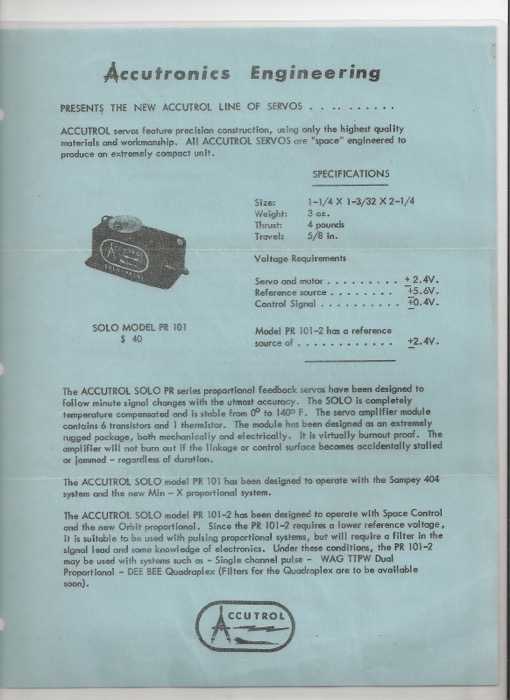 Accutronics Engineering
PRESENTS THE NEW ACCUTROL LINE OF SERVOS . . . .. . . . . . . .
ACCUTROL servos feature precision construction, using only the highest quality
materials and workmanship. All ACCUTROL SERVOS are "space" engineered to
produce an extremely compact unit.
SPECIFICATIONS
Size: 1-1/4 X 1-3/32 X 2-1/4
Weight: 3 oz.
Thrust: 4 pounds
Travel: 5/8 in.
Voltage Requirements
Servo and motor . . . . . . . . . ± 2.4V.
Reference source . . . . . . . . ±5.6V.
Control Signal . . . . . . . . . . ±0.4V.
ACCUTROL
SOLO MODEL PR 101
$ 40
Model PR 101-2 has a reference
source of . . . . . . . . . . . . ±2.4V.
The ACCUTROL SOLO PR series proportional feedback servos have been designed to
follow minute signal changes with the utmost accuracy. The SOLO is completely
temperature compensated and is stable from 0° to 140° F. The servo amplifier module
contains 6 transistors and 1 thermistor. The module has been designed as an extremely
rugged package, both mechanically and electrically. It is virtually burnout proof. The
amplifier will not burn out if the linkage or control surface becomes accidentally stalled
or jammed - regardless of duration.
The ACCUTROL SOLO model PR 101 has been designed to operate with the Sampey 404
system and the new Min - X proportional system.
The ACCUTROL SOLO model PR 101-2 has been designed to operate with Space Control
and the new Orbit proportional. Since the PR 101-2 requires a lower reference voltage,
it is suitable to be used with pulsing proportional systems, but will require a filter in the
signal lead and some knowledge of electronics. Under these conditions, the PR 101-2
may be used with systems such as - Single channel pulse - WAG TTPW Dual
Proportional - DEE BEE Quadraplex (Filters for the Quadroplex are to be available
soon).
ACCUTROL